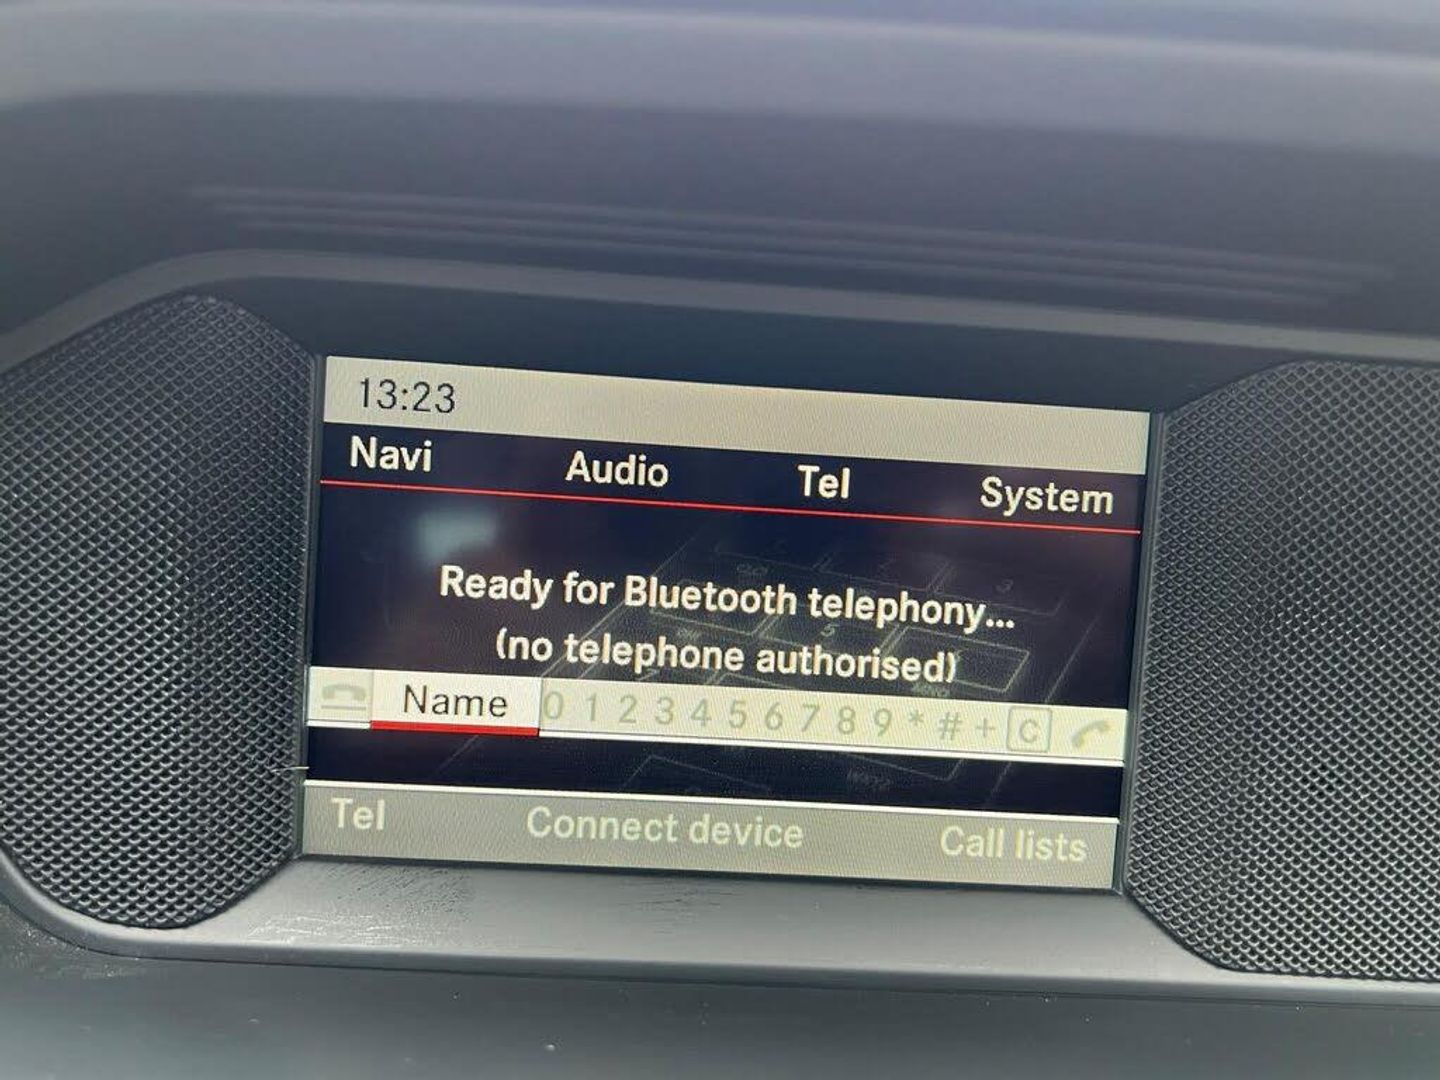 13:23
Navi Audio Tel System
Ready for Bluetooth telephony...
(no telephone authorised)
Name 0 1 2 3 4 5 6 7 8 9 * # + C
Tel Connect device Call lists